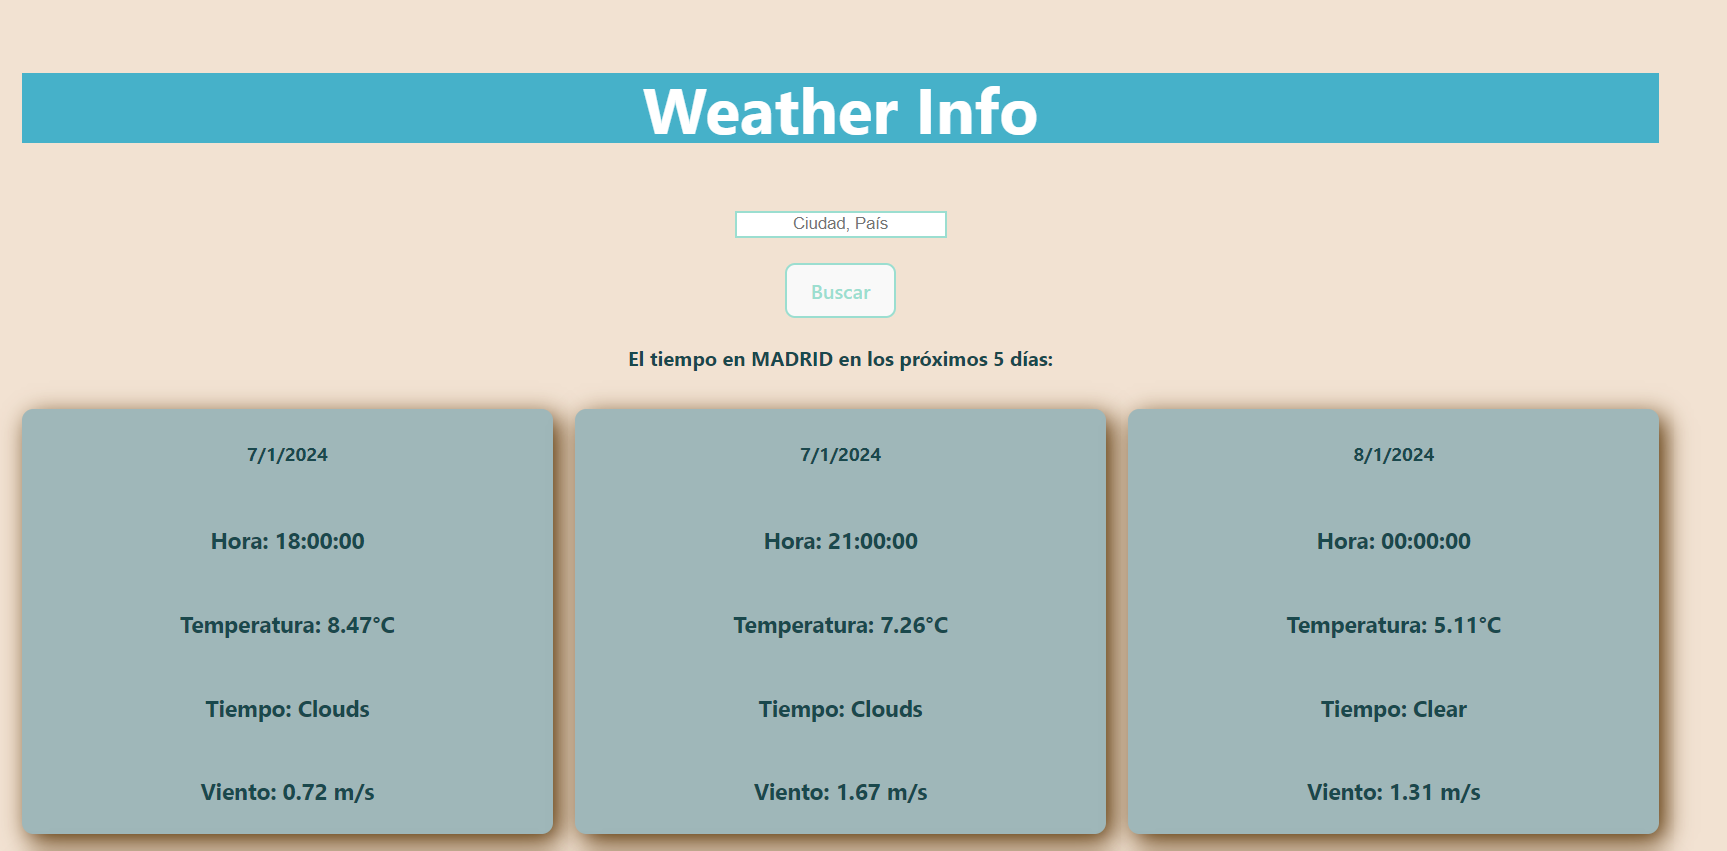 Weather Info
Ciudad, País
Buscar
El tiempo en MADRID en los próximos 5 días:
7/1/2024
Hora: 18:00:00
Temperatura: 8.47°C
Tiempo: Clouds
Viento: 0.72 m/s
7/1/2024
Hora: 21:00:00
Temperatura: 7.26°C
Tiempo: Clouds
Viento: 1.67 m/s
8/1/2024
Hora: 00:00:00
Temperatura: 5.11°C
Tiempo: Clear
Viento: 1.31 m/s